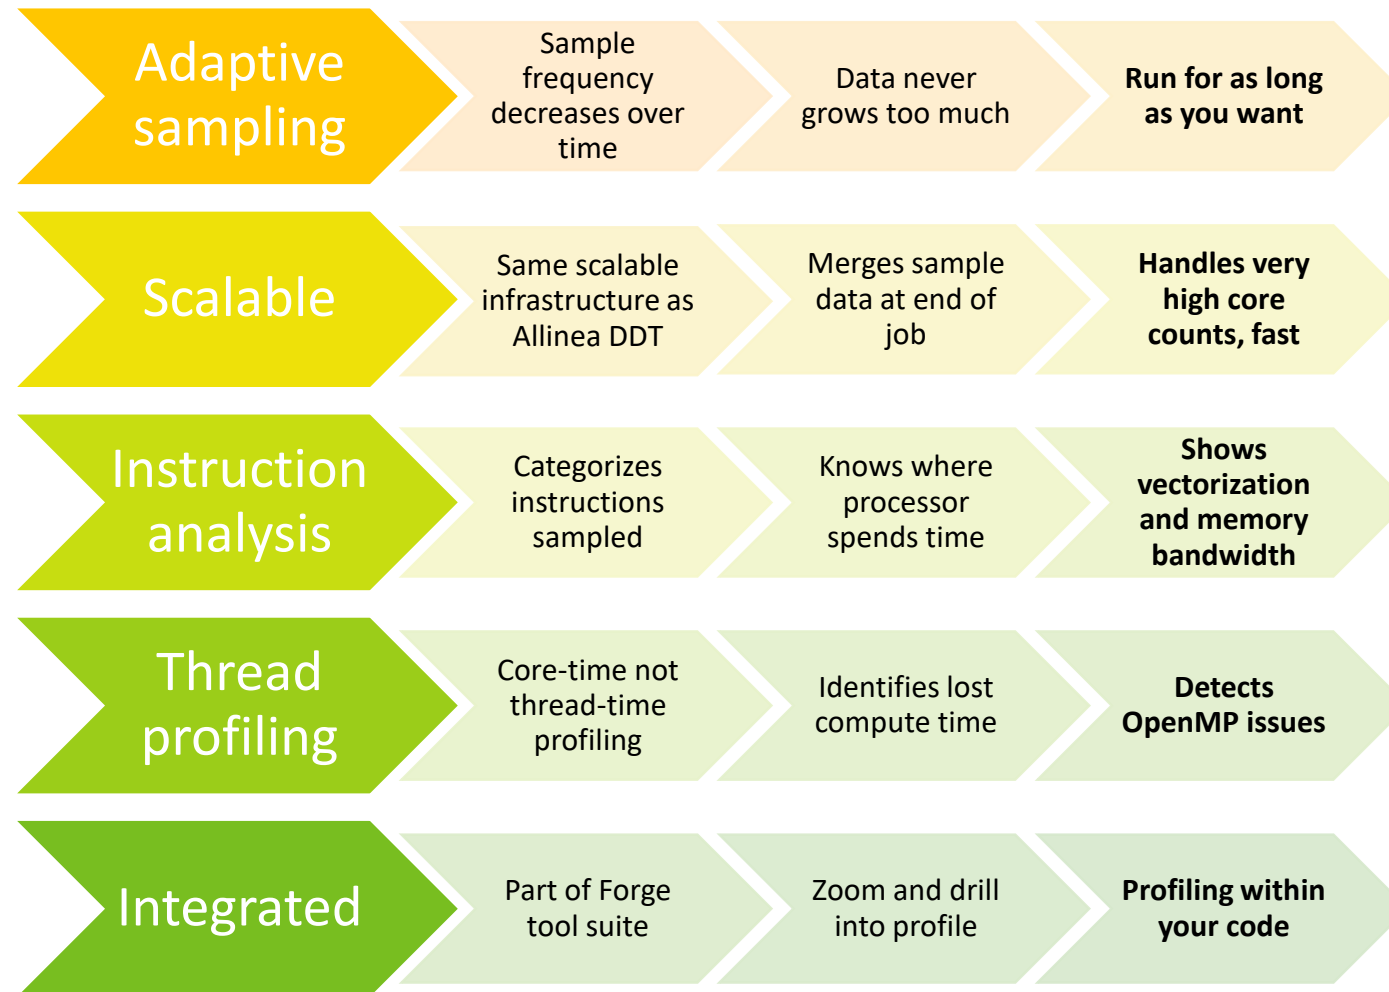 Adaptive
sampling
Sample
frequency
decreases over
time
Data never
grows too much
Run for as long
as you want
Scalable
Same scalable
infrastructure as
Allinea DDT
Merges sample
data at end of
job
Handles very
high core
counts, fast
Instruction
analysis
Categorizes
instructions
sampled
Knows where
processor
spends time
Shows
vectorization
and memory
bandwidth
Thread
profiling
Core-time not
thread-time
profiling
Identifies lost
compute time
Detects
OpenMP issues
Integrated
Part of Forge
tool suite
Zoom and drill
into profile
Profiling within
your code